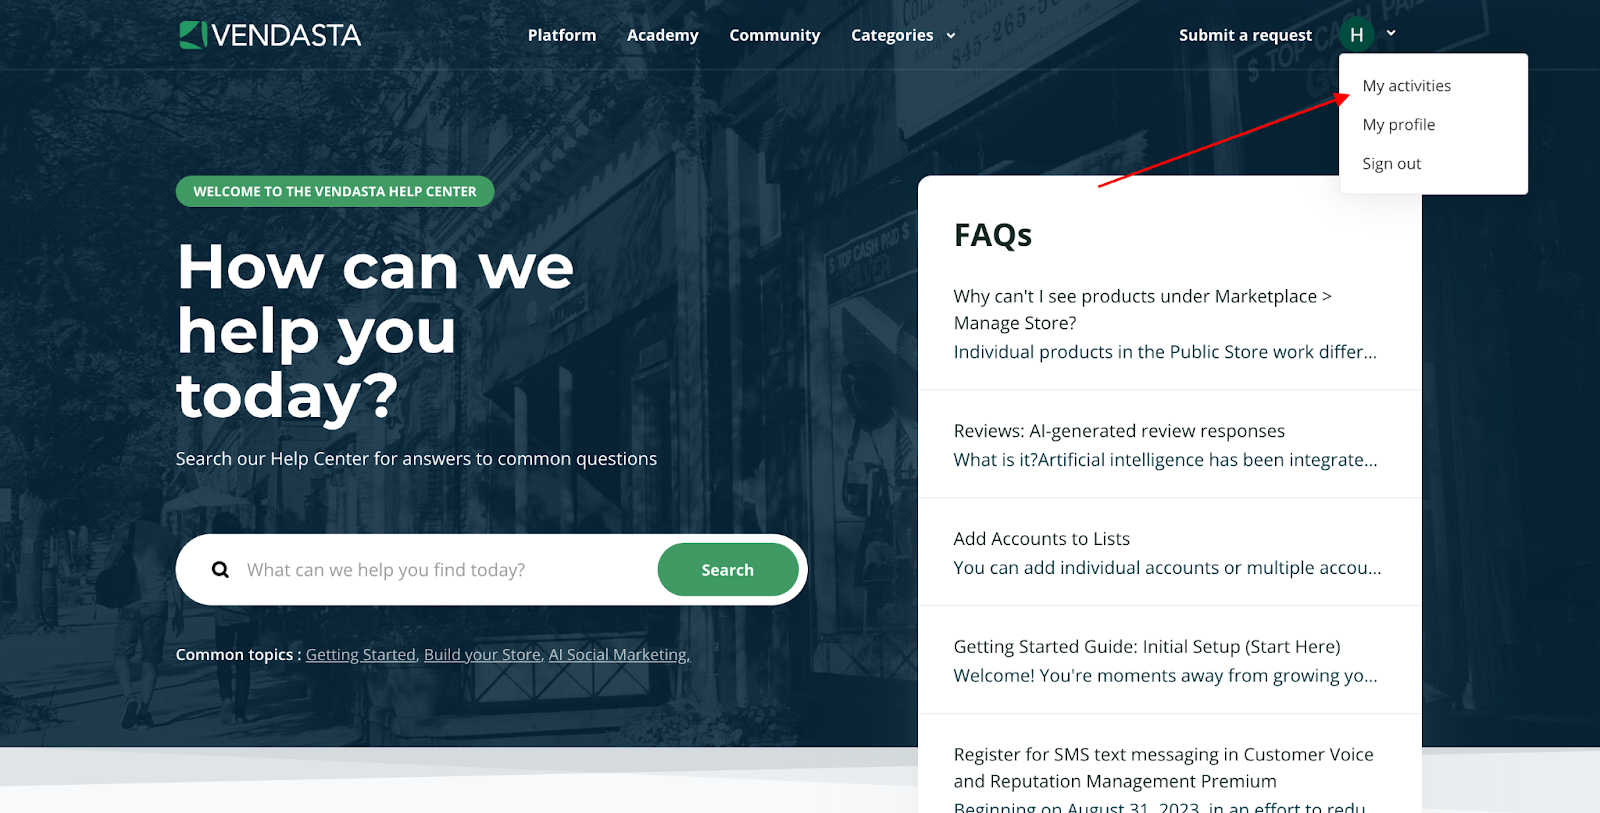 VENDASTA
Platform
Academy
Community
Categories
Submit a request
H
My activities
My profile
Sign out
WELCOME TO THE VENDASTA HELP CENTER
How can we
help you
today?
Search our Help Center for answers to common questions
What can we help you find today?
Search
Common topics : Getting Started, Build your Store, AI Social Marketing,
FAQs
Why can't I see products under Marketplace >
Manage Store?
Individual products in the Public Store work differ...
Reviews: AI-generated review responses
What is it?Artificial intelligence has been integrate...
Add Accounts to Lists
You can add individual accounts or multiple accou...
Getting Started Guide: Initial Setup (Start Here)
Welcome! You're moments away from growing yo...
Register for SMS text messaging in Customer Voice
and Reputation Management Premium
Beginning on August 31, 2023, in an effort to redu...
$ TOP CASH PAID $